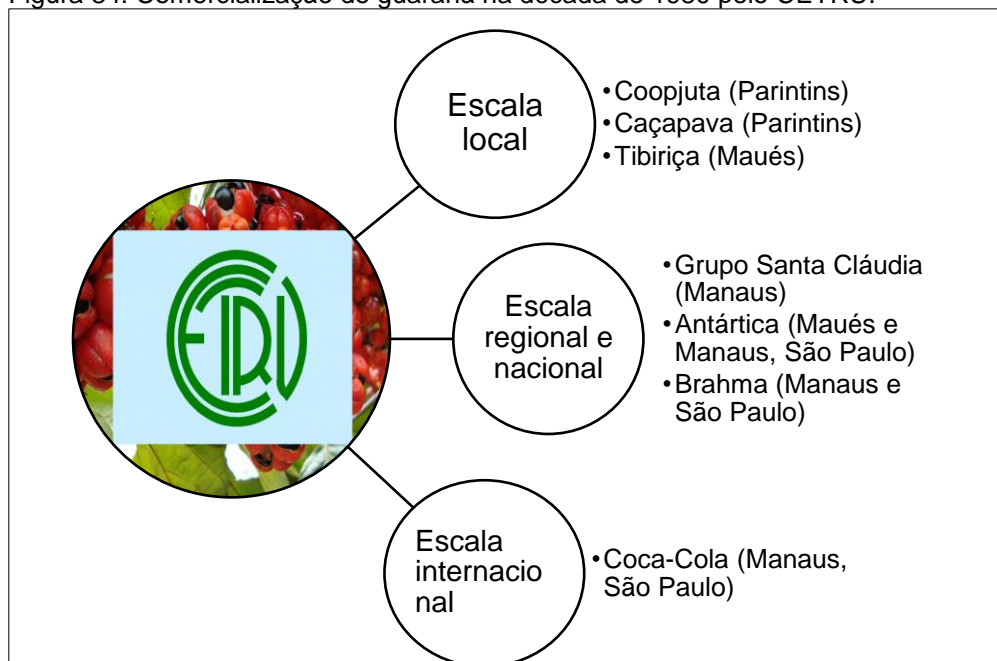 Escala
local
•Coopjuta (Parintins)
•Caçapava (Parintins)
•Tibiriça (Maués)
CETRU
Escala
regional e
nacional
•Grupo Santa Cláudia
(Manaus)
•Antártica (Maués e
Manaus, São Paulo)
•Brahma (Manaus e
São Paulo)
Escala
internacio
nal
•Coca-Cola (Manaus,
São Paulo)